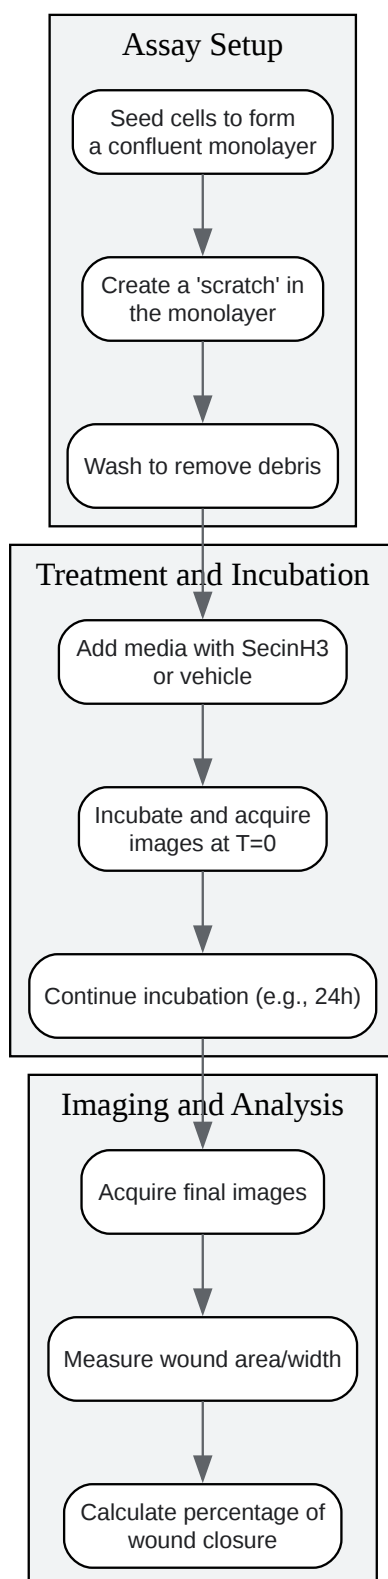 Assay Setup
Seed cells to form
a confluent monolayer
Create a 'scratch' in
the monolayer
Wash to remove debris
Treatment and Incubation
Add media with SecinH3
or vehicle
Incubate and acquire
images at T=0
Continue incubation (e.g., 24h)
Imaging and Analysis
Acquire final images
Measure wound area/width
Calculate percentage of
wound closure